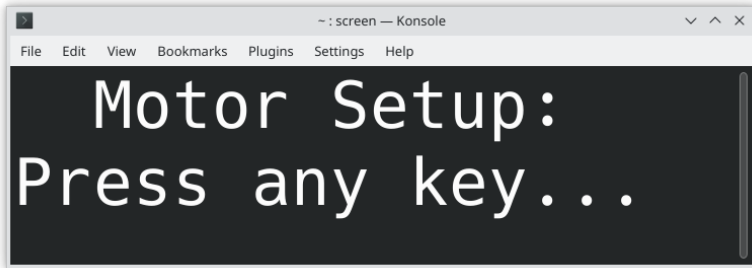 ~ : screen — Konsole
File Edit View Bookmarks Plugins Settings Help
Motor Setup:
Press any key...